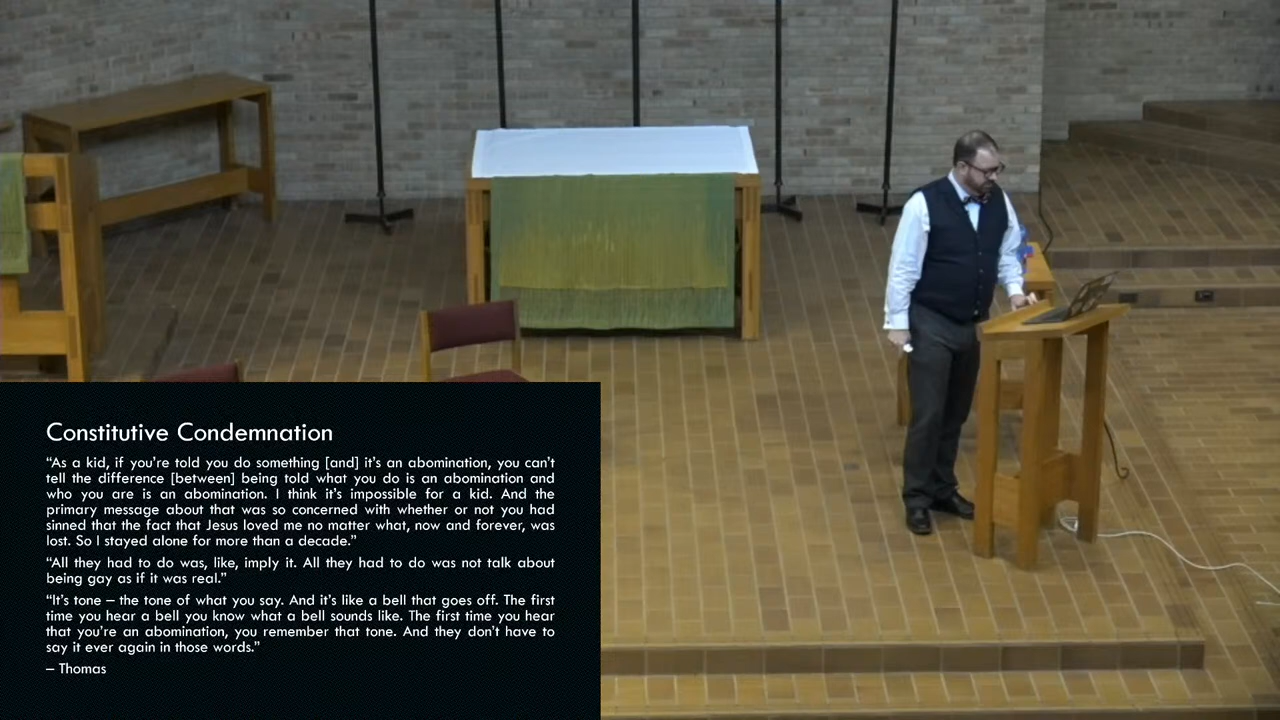 Constitutive Condemnation
“As a kid, if you’re told you do something [and] it’s an abomination, you can’t
tell the difference [between] being told what you do is an abomination and
who you are is an abomination. I think it’s impossible for a kid. And the
primary message about that was so concerned with whether or not you had
sinned that the fact that Jesus loved me no matter what, now and forever, was
lost. So I stayed alone for more than a decade.”
“All they had to do was, like, imply it. All they had to do was not talk about
being gay as if it was real.”
“It’s tone – the tone of what you say. And it’s like a bell that goes off. The first
time you hear a bell you know what a bell sounds like. The first time you hear
that you’re an abomination, you remember that tone. And they don’t have to
say it ever again in those words.”
– Thomas